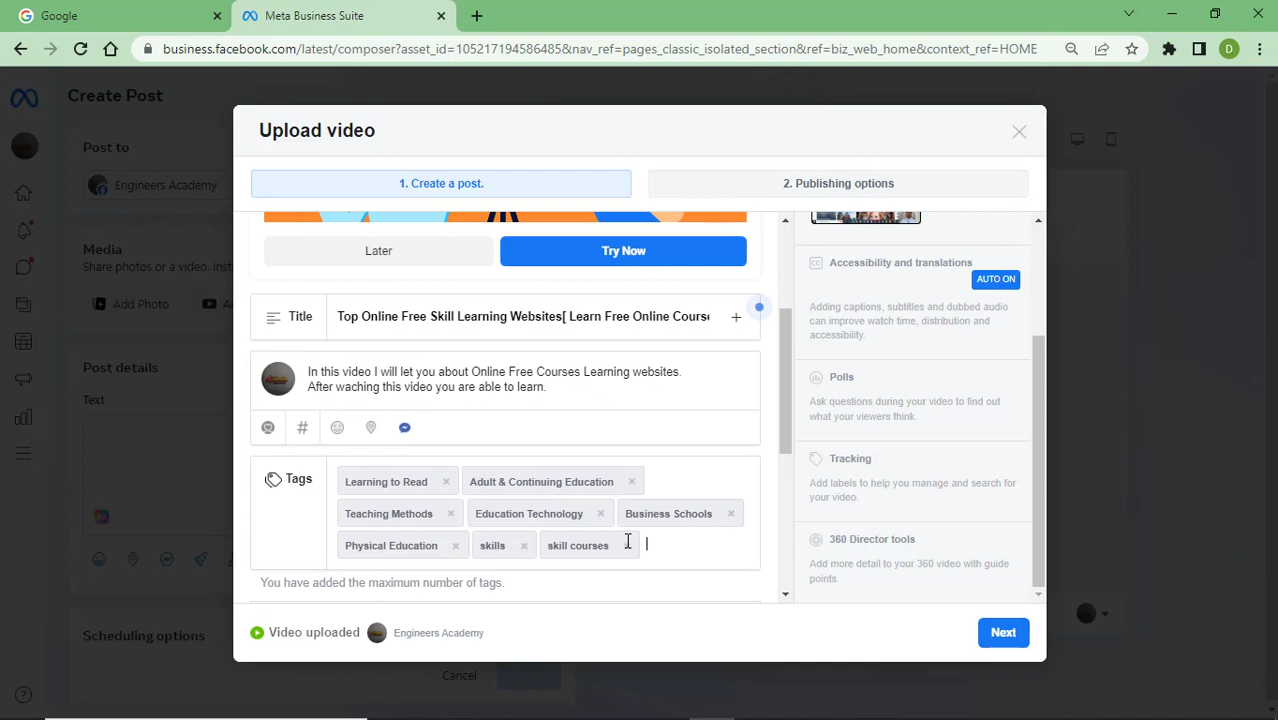 Google
Meta Business Suite
business.facebook.com/latest/composer?asset_id=105217194586485&nav_ref=pages_classic_isolated_section&ref=biz_web_home&context_ref=HOME
D
Create Post
Post to
Engineers Academy
Media
Share photos or a video. inst
Add Photo
Ad
Post details
Text
Scheduling options
Cancel
Upload video
1. Create a post.
2. Publishing options
Later
Try Now
Title
Top Online Free Skill Learning Websites[ Learn Free Online Course
In this video I will let you about Online Free Courses Learning websites.
After waching this video you are able to learn.
Tags
Learning to Read
Adult & Continuing Education
Teaching Methods
Education Technology
Business Schools
Physical Education
skills
skill courses
You have added the maximum number of tags.
Accessibility and translations
AUTO ON
Adding captions, subtitles and dubbed audio
can improve watch time, distribution and
accessibility.
Polls
Ask questions during your video to find out
what your viewers think.
Tracking
Add labels to help you manage and search for
your video.
360 Director tools
Add more detail to your 360 video with guide
points.
Video uploaded
Engineers Academy
Next